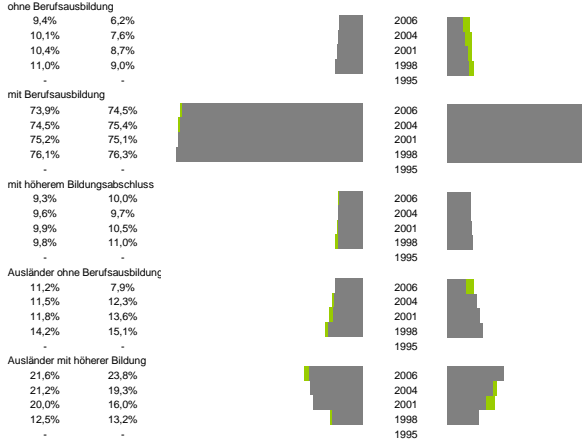 ohne Berufsausbildung
9,4% 6,2% 2006
10,1% 7,6% 2004
10,4% 8,7% 2001
11,0% 9,0% 1998
- - 1995
mit Berufsausbildung
73,9% 74,5% 2006
74,5% 75,4% 2004
75,2% 75,1% 2001
76,1% 76,3% 1998
- - 1995
mit höherem Bildungsabschluss
9,3% 10,0% 2006
9,6% 9,7% 2004
9,9% 10,5% 2001
9,8% 11,0% 1998
- - 1995
Ausländer ohne Berufsausbildung
11,2% 7,9% 2006
11,5% 12,3% 2004
11,8% 13,6% 2001
14,2% 15,1% 1998
- - 1995
Ausländer mit höherer Bildung
21,6% 23,8% 2006
21,2% 19,3% 2004
20,0% 16,0% 2001
12,5% 13,2% 1998
- - 1995